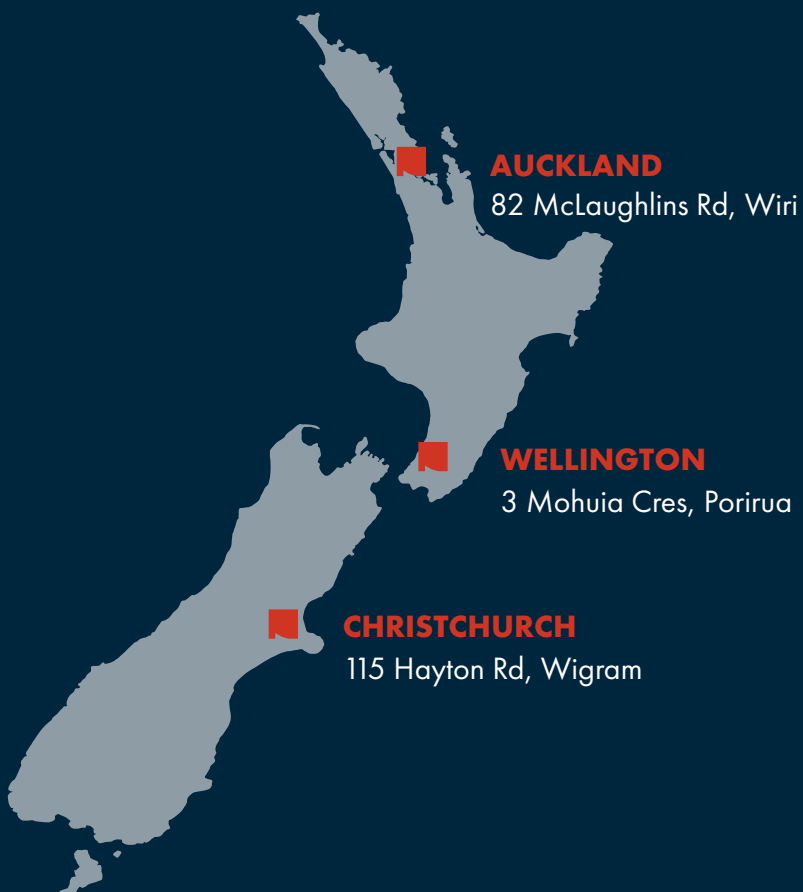 AUCKLAND
82 McLaughlins Rd, Wiri
WELLINGTON
3 Mohuia Cres, Porirua
CHRISTCHURCH
115 Hayton Rd, Wigram